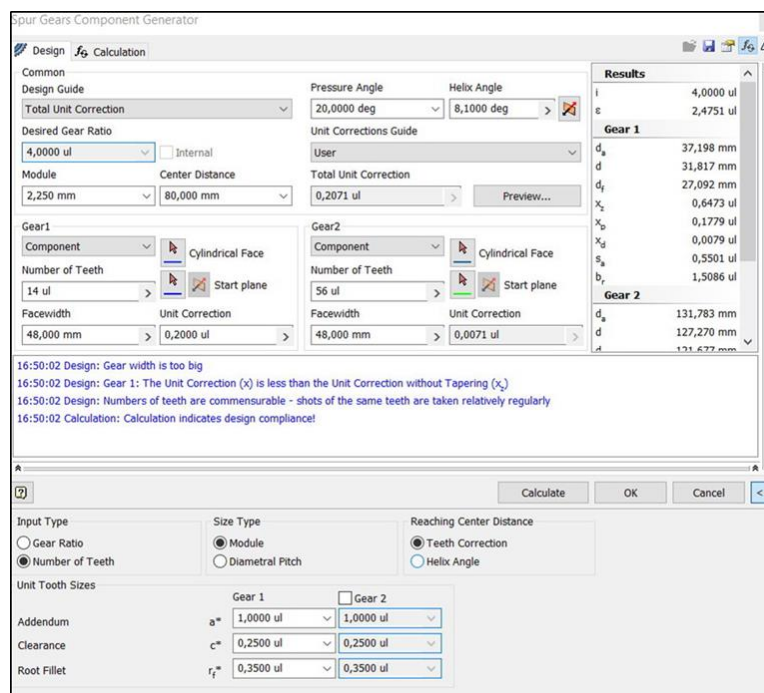 Spur Gears Component Generator
Design fG Calculation
Common
Design Guide Pressure Angle Helix Angle
Total Unit Correction 20,0000 deg 8,1000 deg
Desired Gear Ratio Unit Corrections Guide
4,0000 ul Internal User
Module Center Distance Total Unit Correction
2,250 mm 80,000 mm 0,2071 ul Preview...
Gear1 Gear2
Component Cylindrical Face Component Cylindrical Face
Number of Teeth Start plane Number of Teeth Start plane
14 ul 56 ul
Facewidth Unit Correction Facewidth Unit Correction
48,000 mm 0,2000 ul 48,000 mm 0,0071 ul
Results
i 4,0000 ul
ε 2,4751 ul
Gear 1
da 37,198 mm
d 31,817 mm
df 27,092 mm
xz 0,6473 ul
xp 0,1779 ul
xd 0,0079 ul
sa 0,5501 ul
br 1,5086 ul
Gear 2
da 131,783 mm
d 127,270 mm
d 121,677 mm
16:50:02 Design: Gear width is too big
16:50:02 Design: Gear 1: The Unit Correction (x) is less than the Unit Correction without Tapering (xz)
16:50:02 Design: Numbers of teeth are commensurable - shots of the same teeth are taken relatively regularly
16:50:02 Calculation: Calculation indicates design compliance!
Calculate OK Cancel <
Input Type Size Type Reaching Center Distance
Gear Ratio Module Teeth Correction
Number of Teeth Diametral Pitch Helix Angle
Unit Tooth Sizes
Gear 1 Gear 2
Addendum a* 1,0000 ul 1,0000 ul
Clearance c* 0,2500 ul 0,2500 ul
Root Fillet rf* 0,3500 ul 0,3500 ul